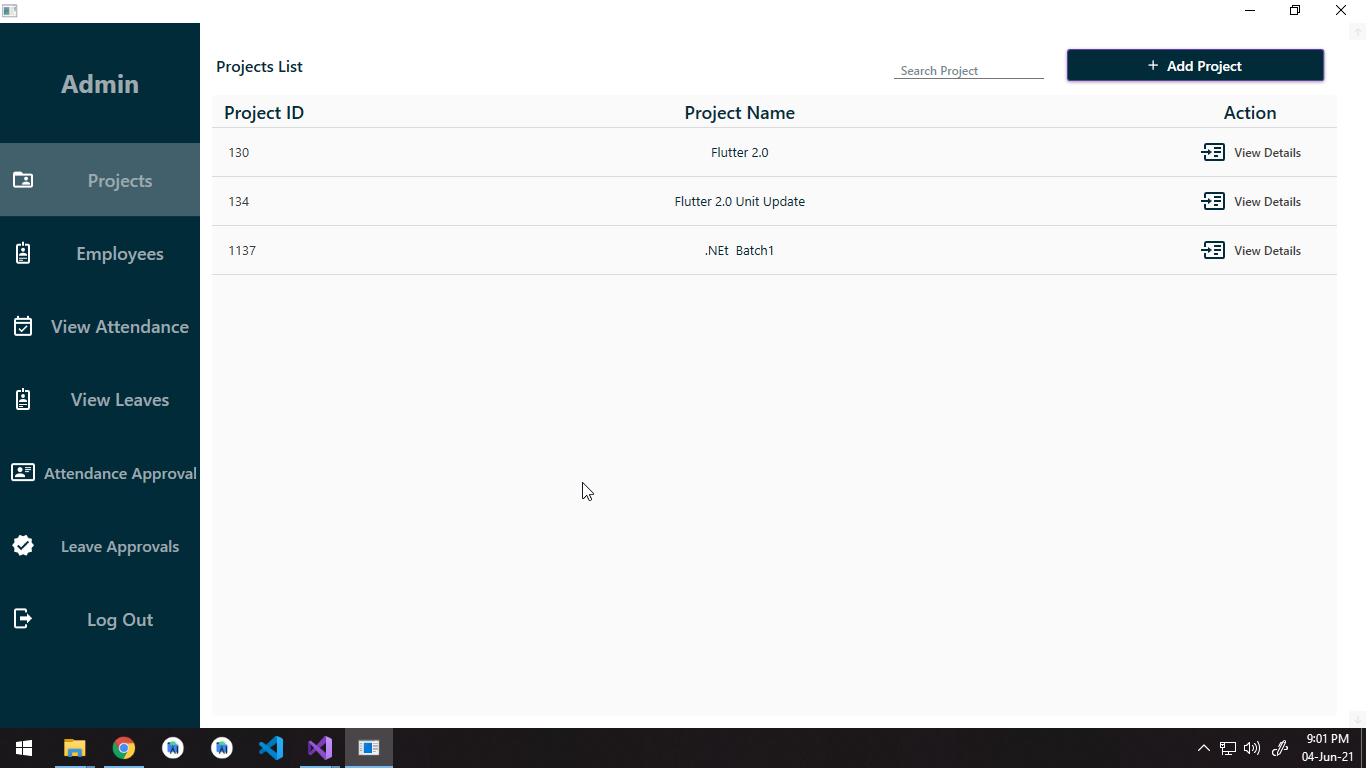 Admin
Projects
Employees
View Attendance
View Leaves
Attendance Approval
Leave Approvals
Log Out
Projects List
Search Project
+ Add Project
Project ID Project Name Action
130 Flutter 2.0 View Details
134 Flutter 2.0 Unit Update View Details
1137 .NEt  Batch1 View Details
9:01 PM
04-Jun-21